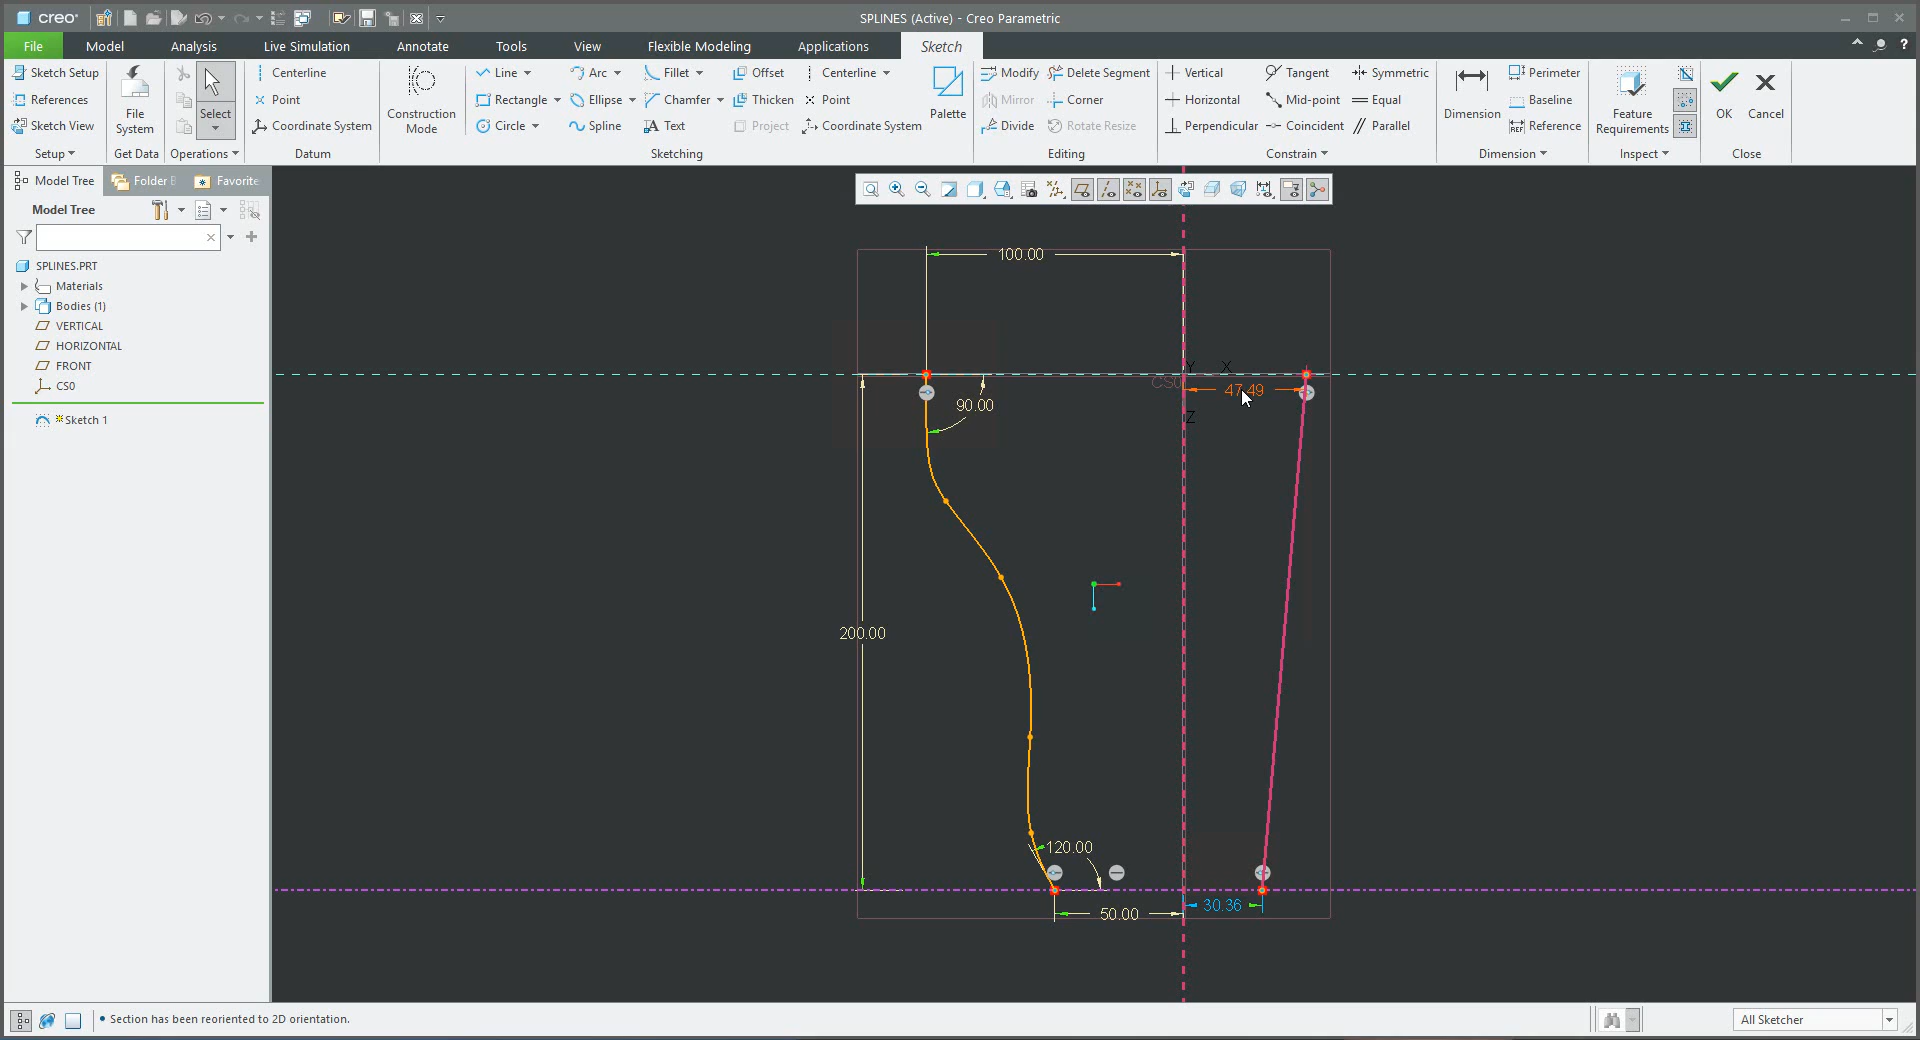 creo
SPLINES (Active) - Creo Parametric
File Model Analysis Live Simulation Annotate Tools View Flexible Modeling Applications Sketch
Sketch Setup
References
Sketch View
Setup
File System
Get Data
Select
Operations
Centerline
Point
Coordinate System
Datum
Construction Mode
Line Arc Fillet Offset Centerline
Rectangle Ellipse Chamfer Thicken Point
Circle Spline Text Project Coordinate System
Palette
Sketching
Modify Delete Segment
Mirror Corner
Divide Rotate Resize
Editing
Vertical Tangent Symmetric
Horizontal Mid-point Equal
Perpendicular Coincident Parallel
Constrain
Dimension
Perimeter
Baseline
Reference
Dimension
Feature Requirements
Inspect
OK Cancel
Close
Model Tree Folder B Favorite
Model Tree
SPLINES.PRT
Materials
Bodies (1)
VERTICAL
HORIZONTAL
FRONT
CS0
Sketch 1
100.00
Y X
CS0
47.49
90.00
Z
200.00
120.00
30.36
50.00
Section has been reoriented to 2D orientation.
All Sketcher